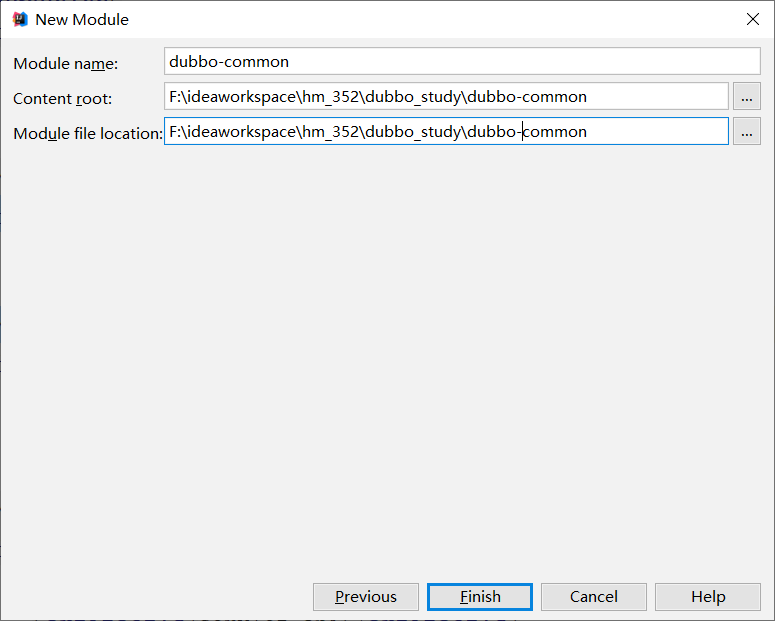 New Module
Module name: dubbo-common
Content root: F:\ideaworkspace\hm_352\dubbo_study\dubbo-common ...
Module file location: F:\ideaworkspace\hm_352\dubbo_study\dubbo-common ...
Previous Finish Cancel Help